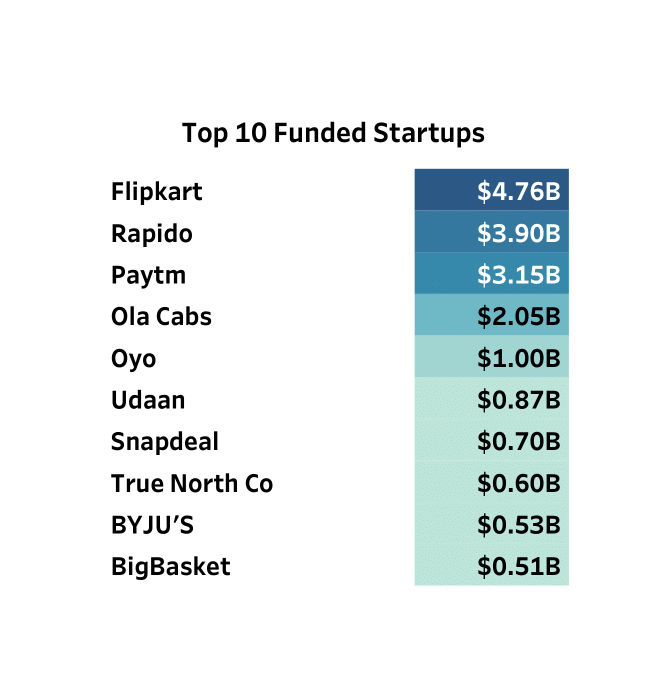 Top 10 Funded Startups
Flipkart $4.76B
Rapido $3.90B
Paytm $3.15B
Ola Cabs $2.05B
Oyo $1.00B
Udaan $0.87B
Snapdeal $0.70B
True North Co $0.60B
BYJU’S $0.53B
BigBasket $0.51B